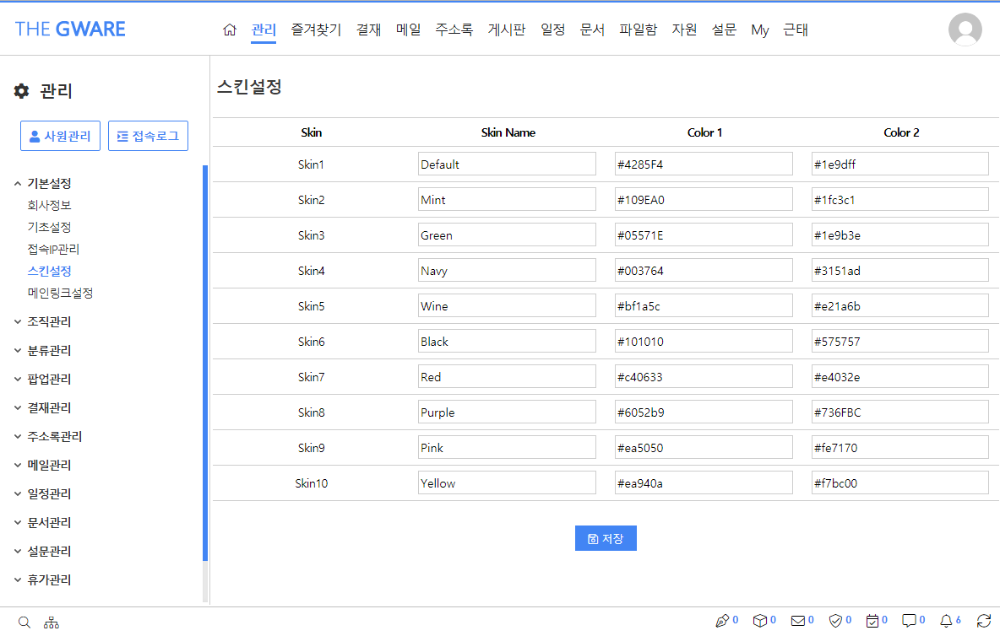 THE GWARE
관리 즐겨찾기 결재 메일 주소록 게시판 일정 문서 파일함 자원 설문 My 근태
관리
사원관리 접속로그
기본설정
회사정보
기초설정
접속IP관리
스킨설정
메인링크설정
조직관리
분류관리
팝업관리
결재관리
주소록관리
메일관리
일정관리
문서관리
설문관리
휴가관리
스킨설정
Skin Skin Name Color 1 Color 2
Skin1 Default #4285F4 #1e9dff
Skin2 Mint #109EA0 #1fc3c1
Skin3 Green #05571E #1e9b3e
Skin4 Navy #003764 #3151ad
Skin5 Wine #bf1a5c #e21a6b
Skin6 Black #101010 #575757
Skin7 Red #c40633 #e4032e
Skin8 Purple #6052b9 #736FBC
Skin9 Pink #ea5050 #fe7170
Skin10 Yellow #ea940a #f7bc00
저장
0 0 0 0 0 0 6